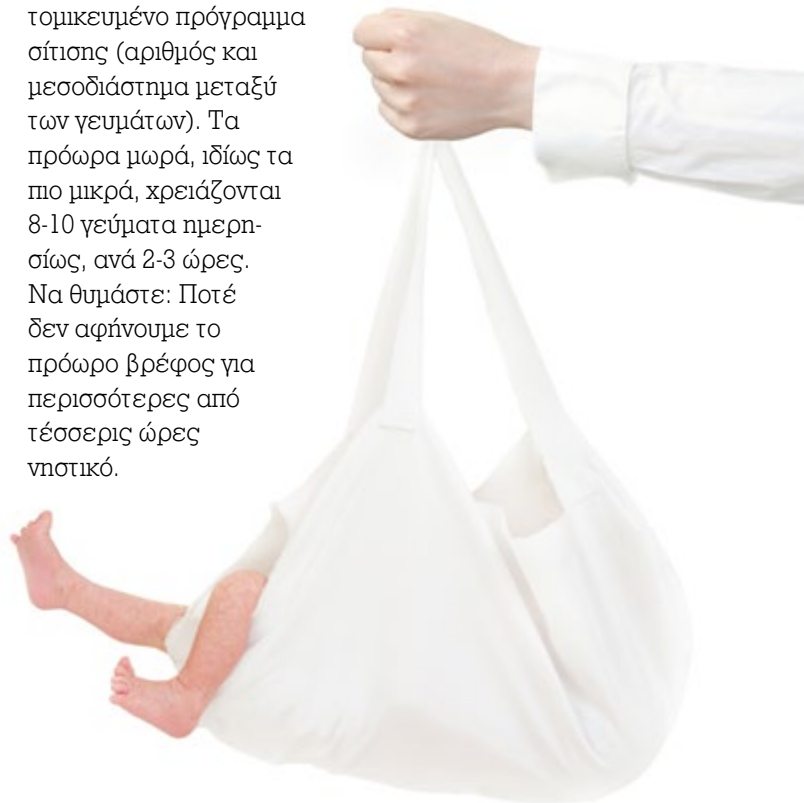 τομικευμένο πρόγραμμα
σίτισης (αριθμός και
μεσοδιάστημα μεταξύ
των γευμάτων). Τα
πρόωρα μωρά, ιδίως τα
πιο μικρά, χρειάζονται
8-10 γεύματα ημερη-
σίως, ανά 2-3 ώρες.
Να θυμάστε: Ποτέ
δεν αφήνουμε το
πρόωρο βρέφος για
περισσότερες από
τέσσερις ώρες
νηστικό.